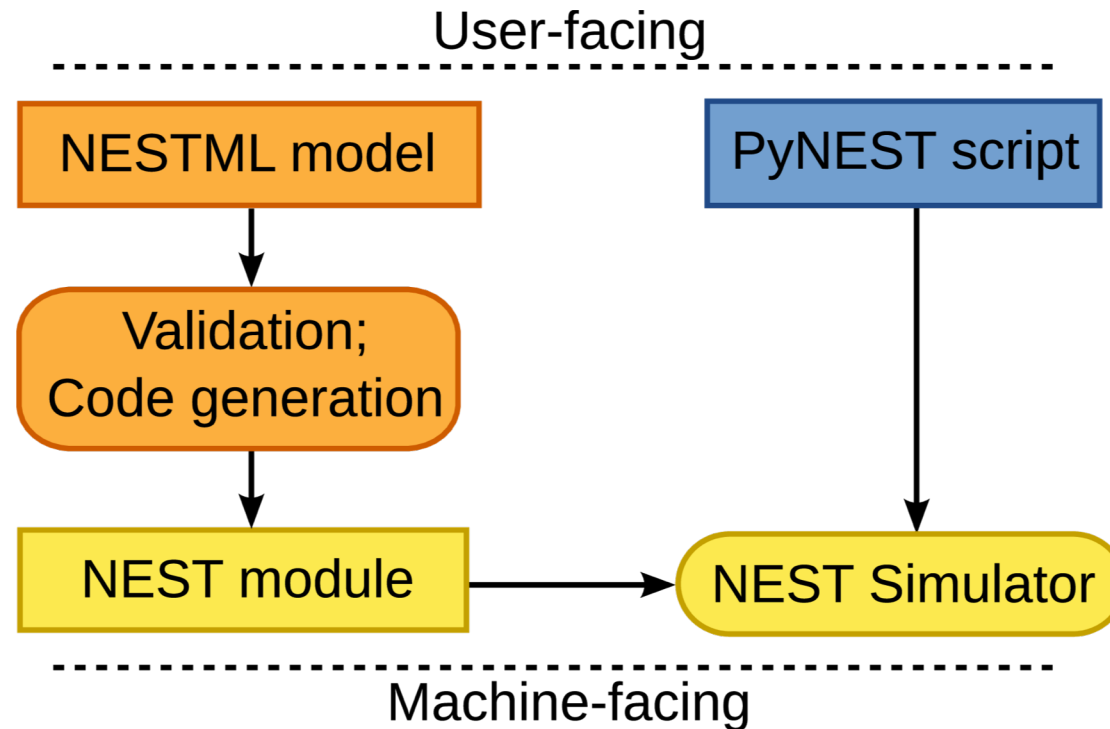 User-facing
NESTML model
PyNEST script
Validation;
Code generation
NEST module
NEST Simulator
Machine-facing